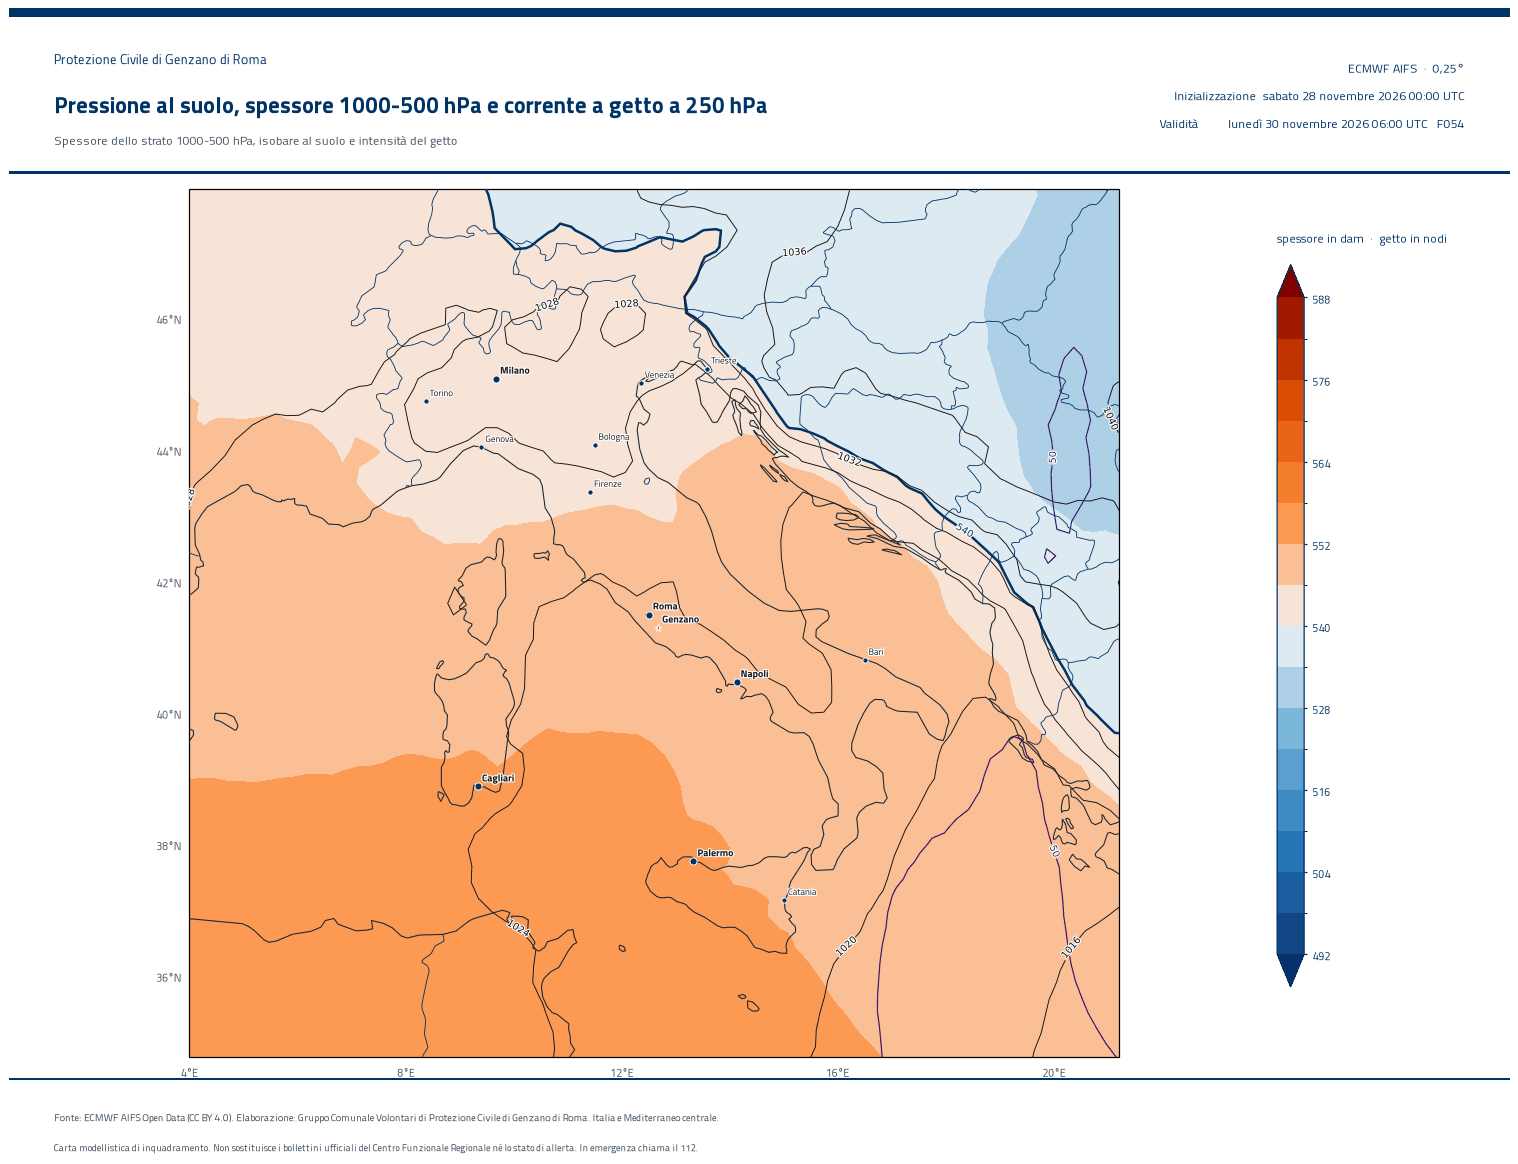 Protezione Civile di Genzano di Roma
Pressione al suolo, spessore 1000-500 hPa e corrente a getto a 250 hPa
Spessore dello strato 1000-500 hPa, isobare al suolo e intensità del getto
ECMWF AIFS · 0,25°
Inizializzazione sabato 28 novembre 2026 00:00 UTC
Validità lunedì 30 novembre 2026 06:00 UTC F054
spessore in dam · getto in nodi
588
576
564
552
540
528
516
504
492
46°N
44°N
42°N
40°N
38°N
36°N
4°E
8°E
12°E
16°E
20°E
1036
1028
1028
Trieste
Milano
Venezia
Torino
1040
Genova
Bologna
50
1032
Firenze
28
540
Roma
Genzano
Bari
Napoli
Cagliari
Palermo
50
Catania
1024
1020
1016
Fonte: ECMWF AIFS Open Data (CC BY 4.0). Elaborazione: Gruppo Comunale Volontari di Protezione Civile di Genzano di Roma. Italia e Mediterraneo centrale.
Carta modellistica di inquadramento. Non sostituisce i bollettini ufficiali del Centro Funzionale Regionale né lo stato di allerta. In emergenza chiama il 112.